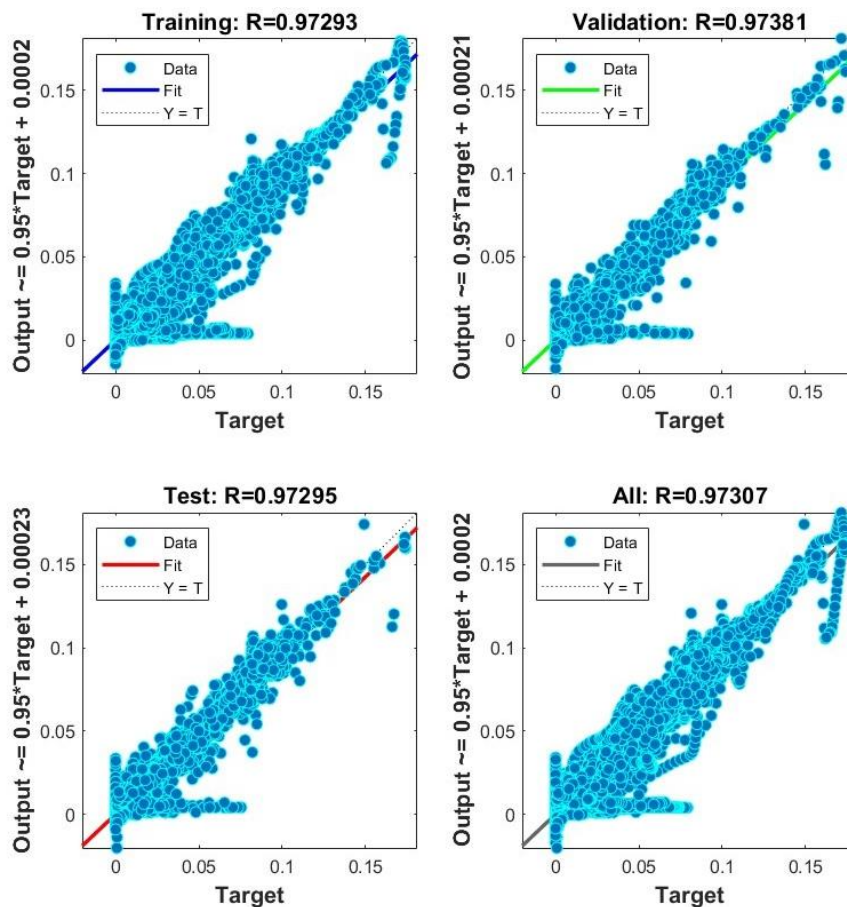 Training: R=0.97293
Output ~= 0.95*Target + 0.0002
0.15
0.1
0.05
0
Data
Fit
Y = T
0
0.05
0.1
0.15
Target
Validation: R=0.97381
Output ~= 0.95*Target + 0.00021
0.15
0.1
0.05
0
Data
Fit
Y = T
0
0.05
0.1
0.15
Target
Test: R=0.97295
Output ~= 0.95*Target + 0.00023
0.15
0.1
0.05
0
Data
Fit
Y = T
0
0.05
0.1
0.15
Target
All: R=0.97307
Output ~= 0.95*Target + 0.0002
0.15
0.1
0.05
0
Data
Fit
Y = T
0
0.05
0.1
0.15
Target